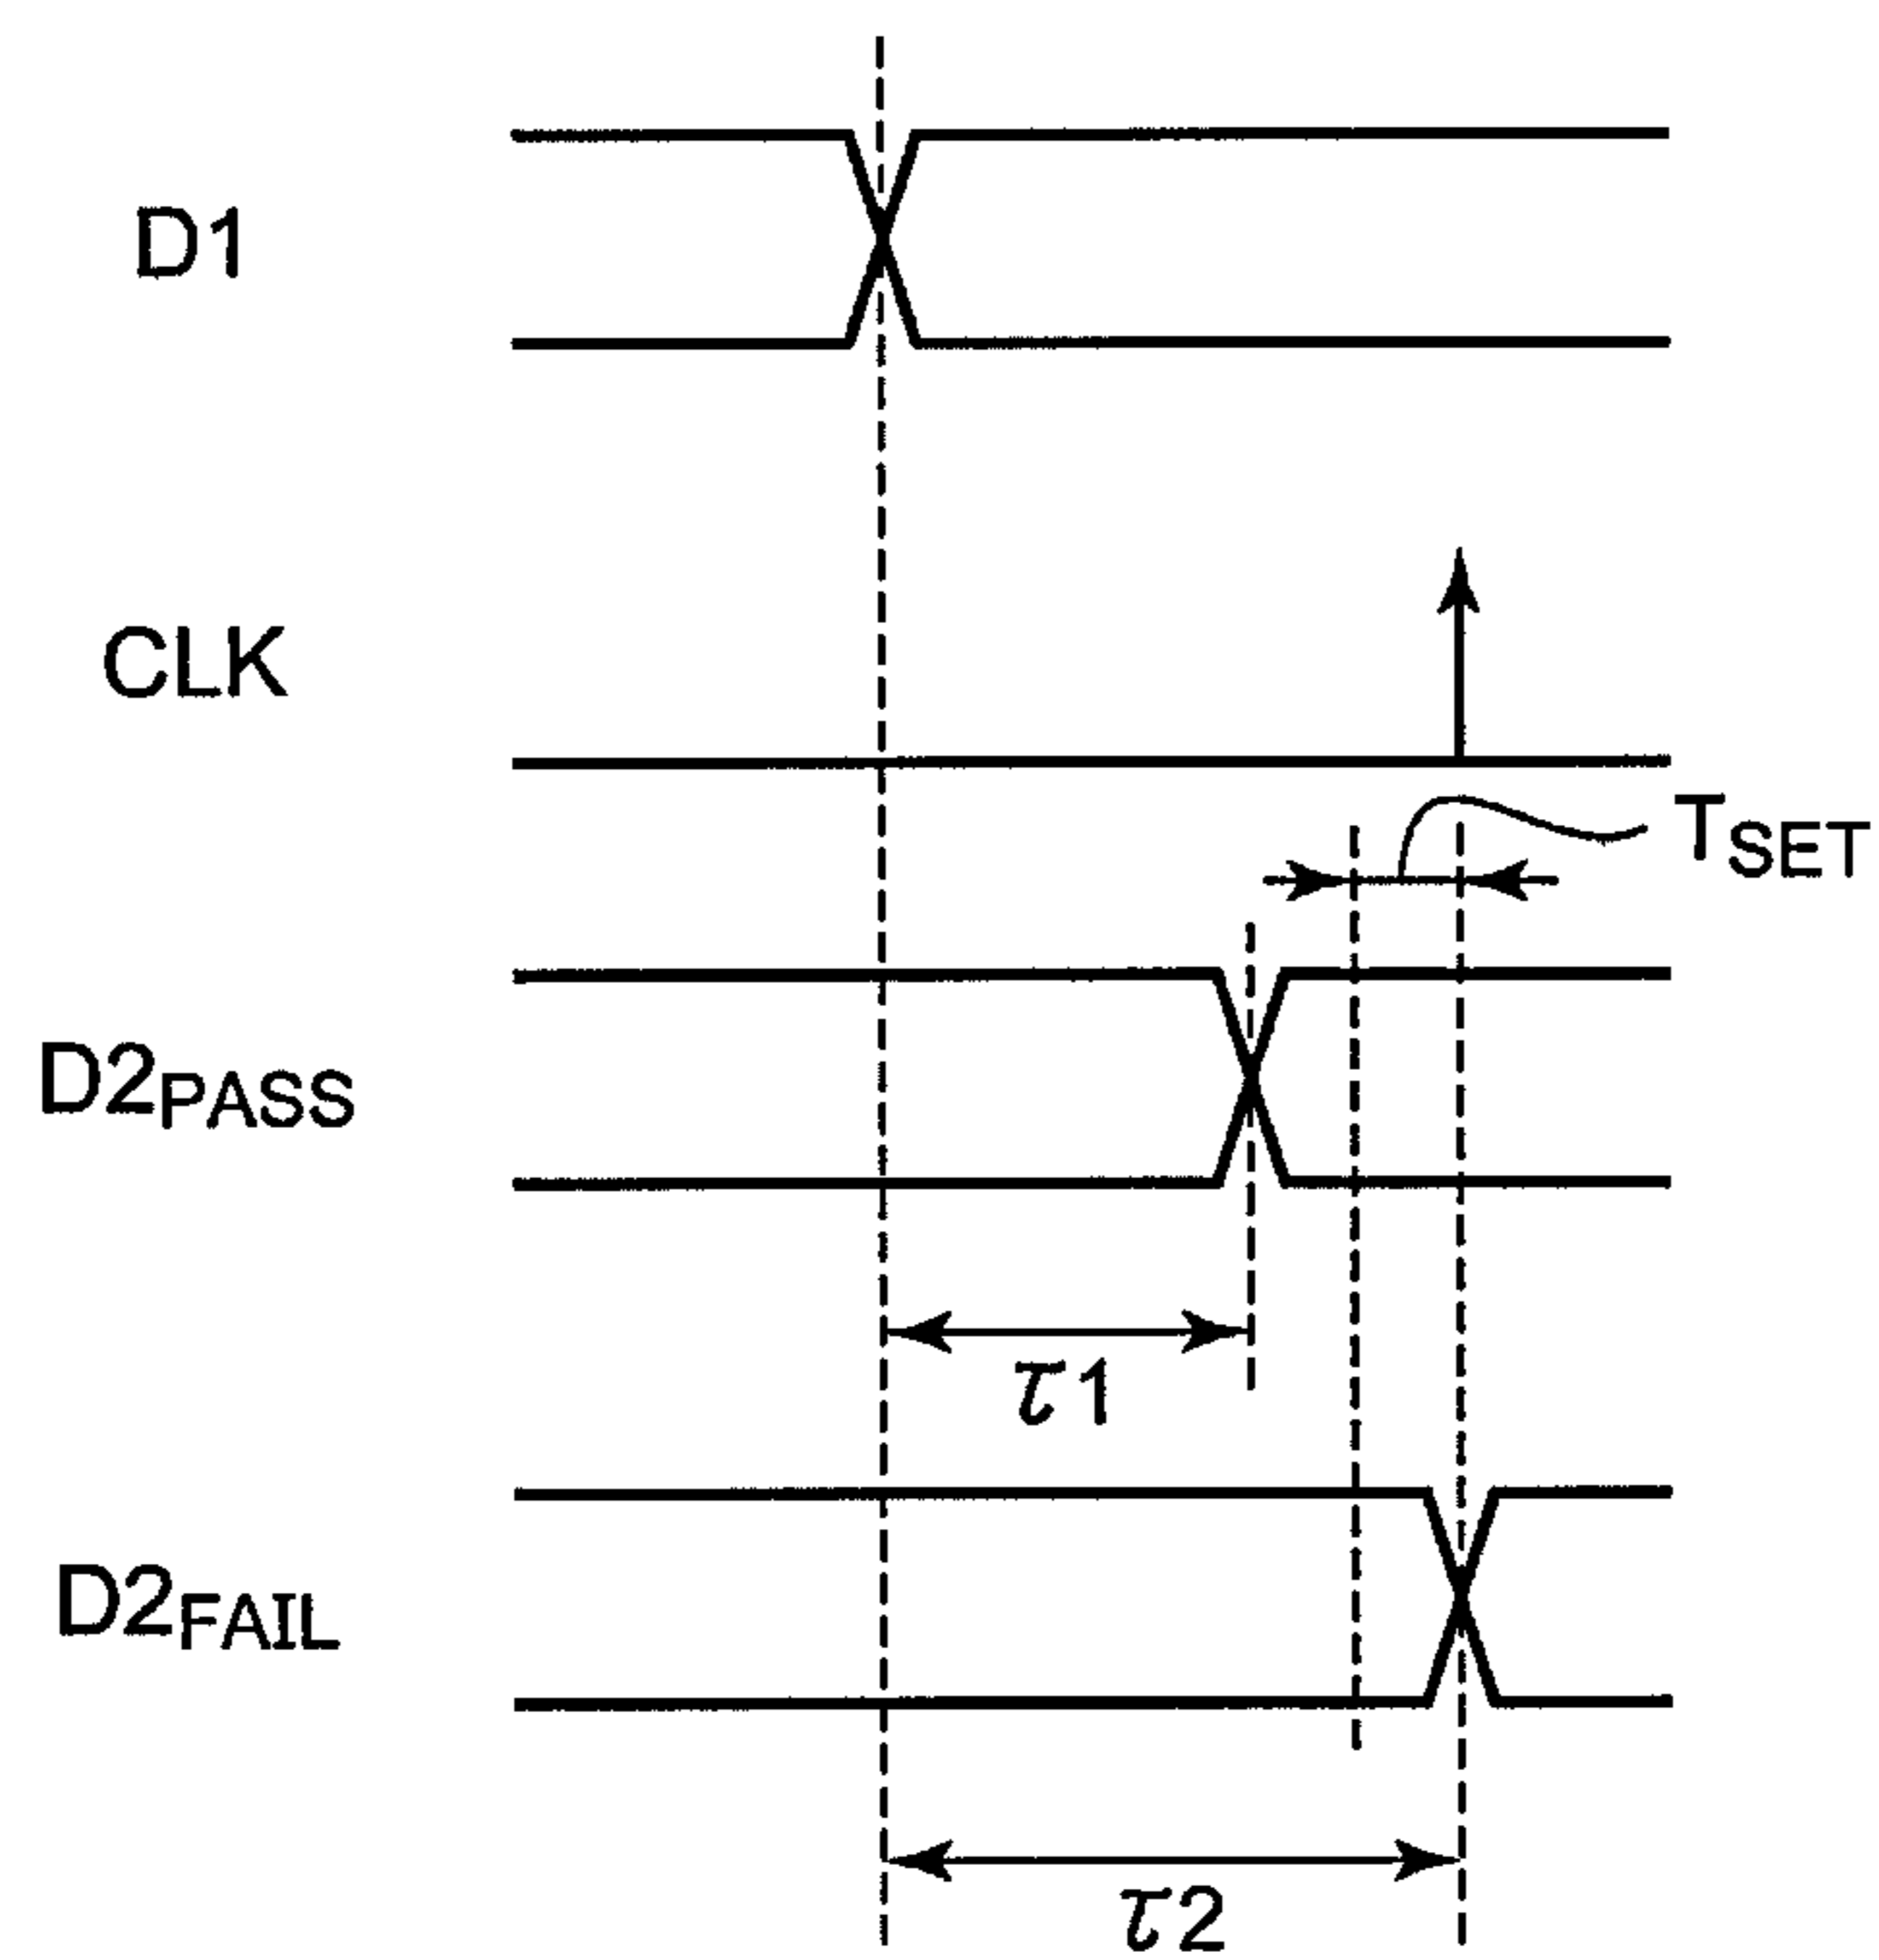 D1
CLK
TSET
D2PASS
τ1
D2FAIL
τ2